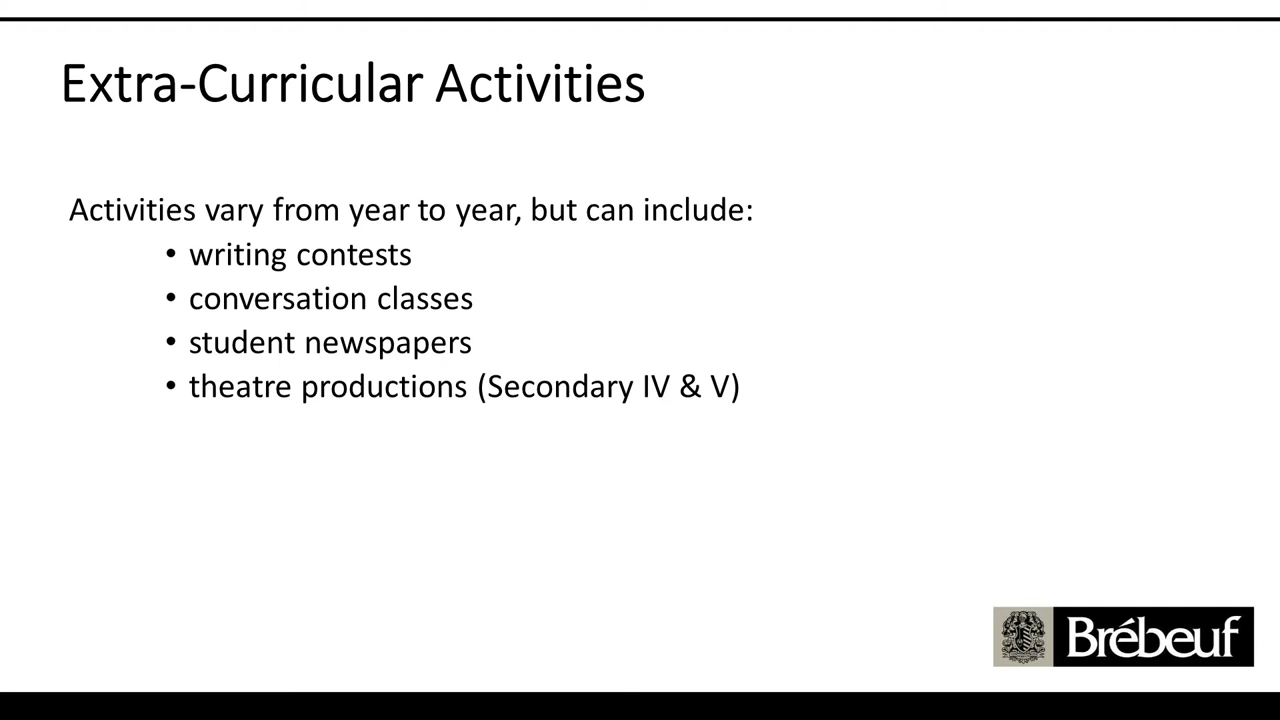 Extra-Curricular Activities
Activities vary from year to year, but can include:
• writing contests
• conversation classes
• student newspapers
• theatre productions (Secondary IV & V)
Brébeuf